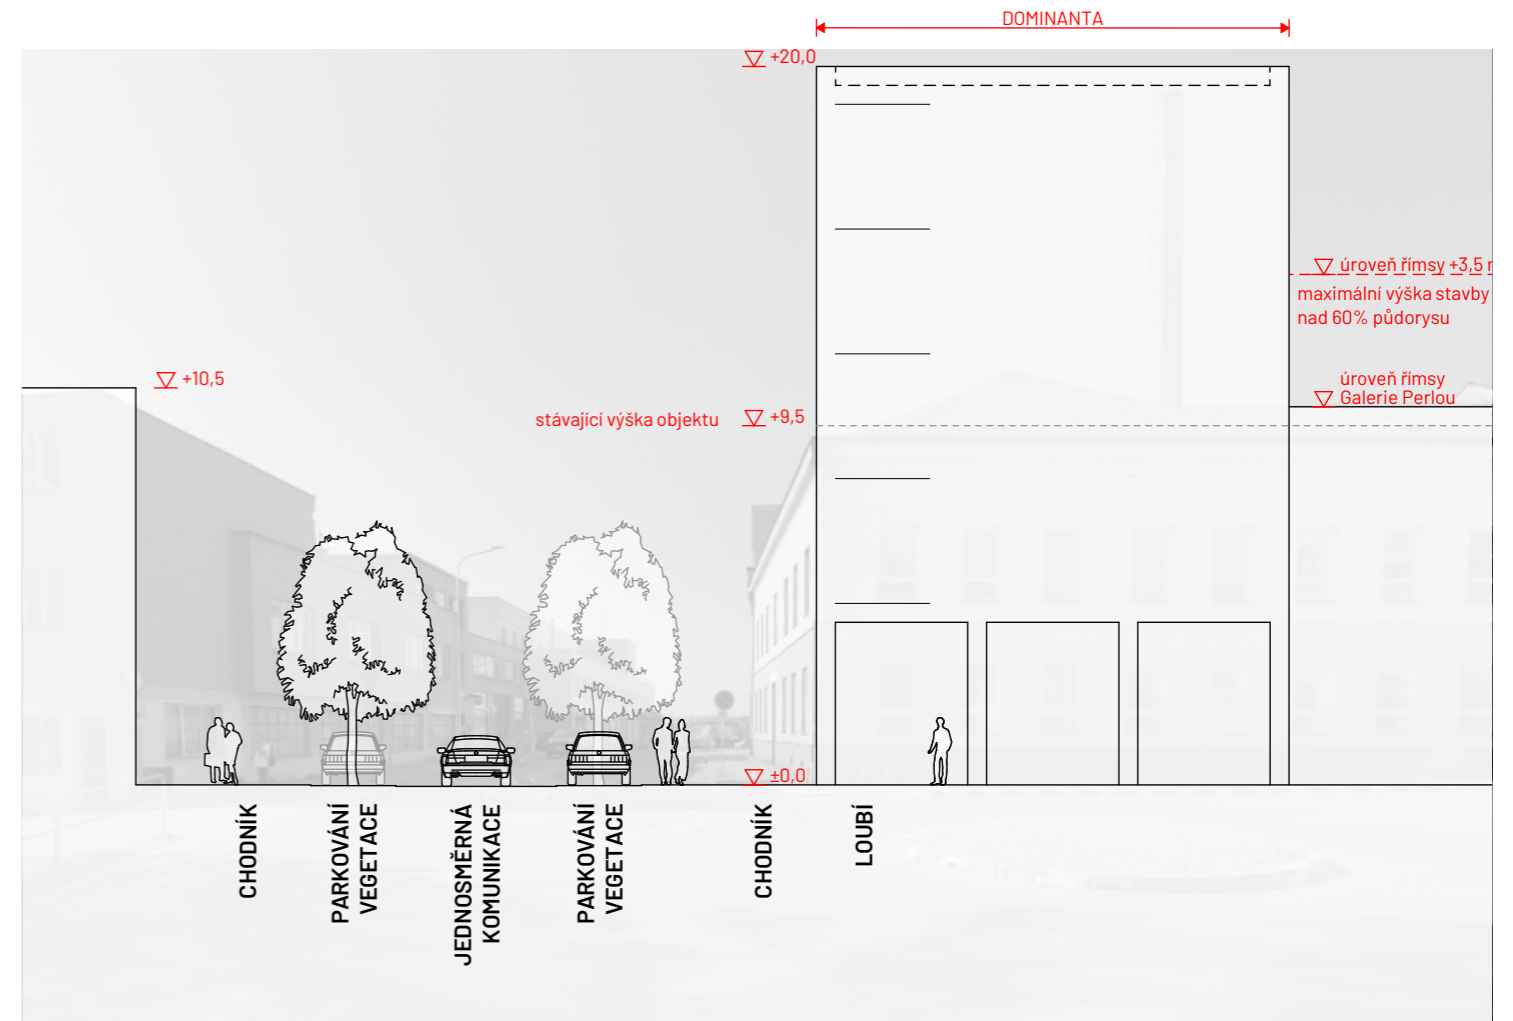 DOMINANTA
+20,0
úroveň římsy +3,5
maximální výška stavby
nad 60% půdorysu
+10,5
úroveň římsy
Galerie Perlou
stávající výška objektu
+9,5
±0,0
CHODNÍK
PARKOVÁNÍ
VEGETACE
JEDNOSMĚRNÁ
KOMUNIKACE
PARKOVÁNÍ
VEGETACE
CHODNÍK
LOUBÍ